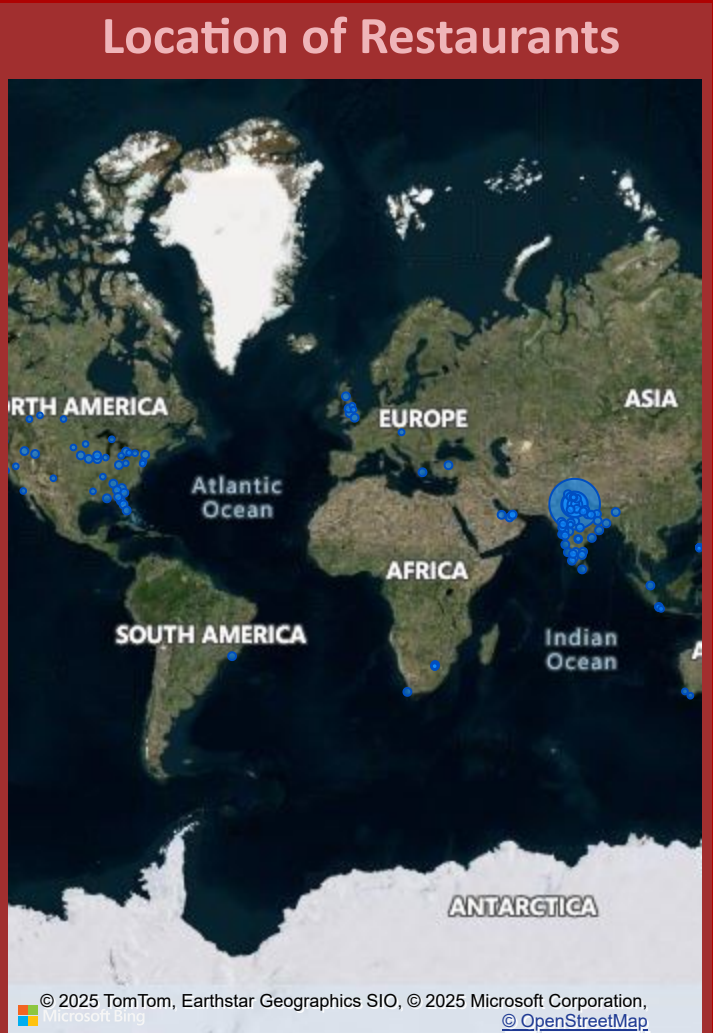 Location of Restaurants
RTH AMERICA
ASIA
EUROPE
Atlantic
Ocean
AFRICA
SOUTH AMERICA
Indian
Ocean
A
ANTARCTICA
© 2025 TomTom, Earthstar Geographics SIO, © 2025 Microsoft Corporation,
Microsoft Bing
© OpenStreetMap